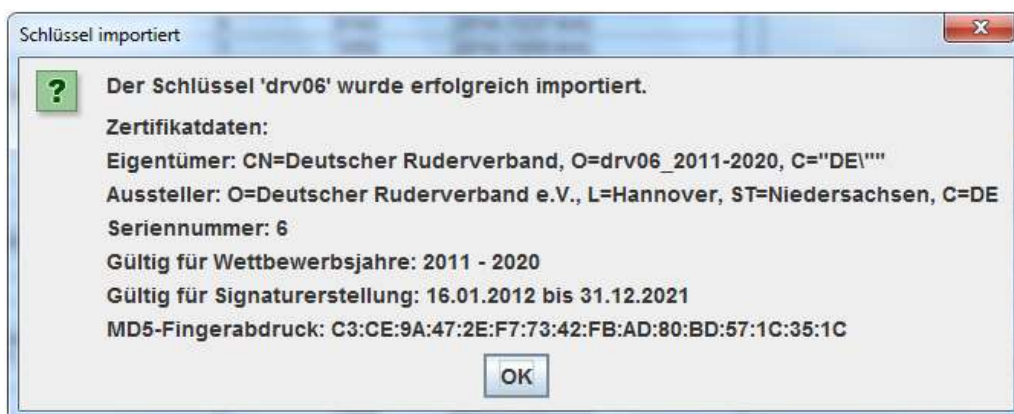 Schlüssel importiert
Der Schlüssel 'drv06' wurde erfolgreich importiert.
Zertifikatdaten:
Eigentümer: CN=Deutscher Ruderverband, O=drv06_2011-2020, C="DE\""
Aussteller: O=Deutscher Ruderverband e.V., L=Hannover, ST=Niedersachsen, C=DE
Seriennummer: 6
Gültig für Wettbewerbsjahre: 2011 - 2020
Gültig für Signaturerstellung: 16.01.2012 bis 31.12.2021
MD5-Fingerabdruck: C3:CE:9A:47:2E:F7:73:42:FB:AD:80:BD:57:1C:35:1C
OK